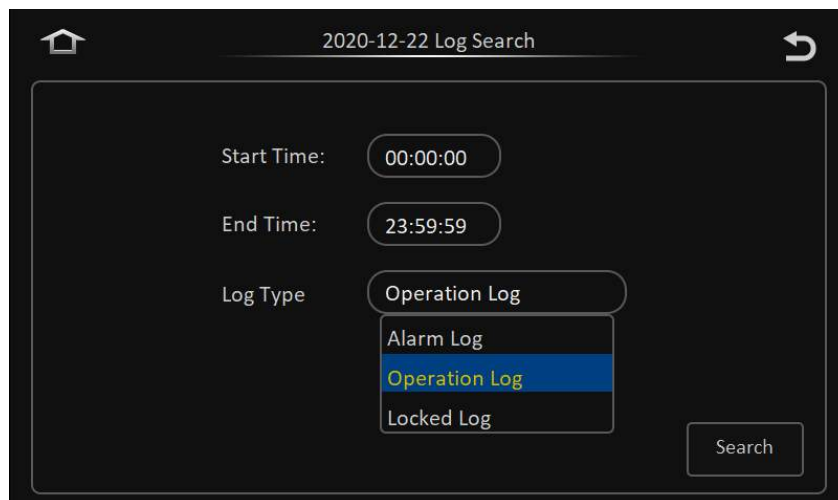 2020-12-22 Log Search
Start Time: 00:00:00
End Time: 23:59:59
Log Type Operation Log
Alarm Log
Operation Log
Locked Log
Search